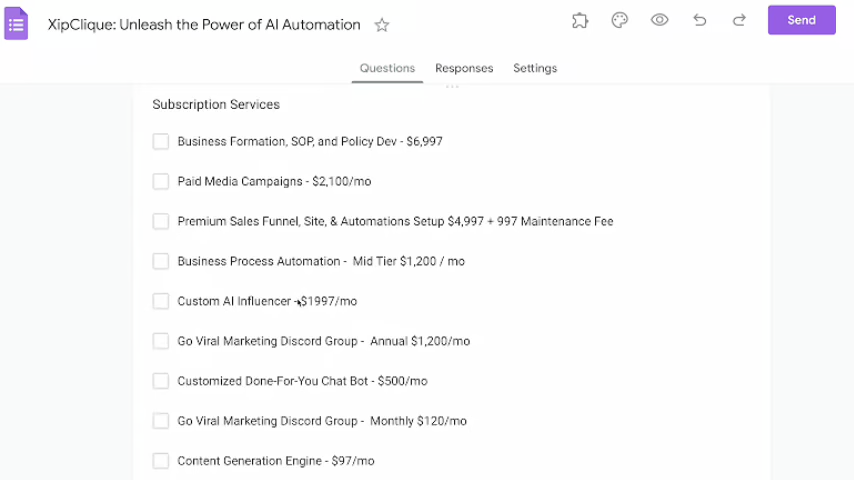 XipClique: Unleash the Power of AI Automation
Send
Questions Responses Settings
Subscription Services
Business Formation, SOP, and Policy Dev - $6,997
Paid Media Campaigns - $2,100/mo
Premium Sales Funnel, Site, & Automations Setup $4,997 + 997 Maintenance Fee
Business Process Automation - Mid Tier $1,200 / mo
Custom AI Influencer -$1997/mo
Go Viral Marketing Discord Group - Annual $1,200/mo
Customized Done-For-You Chat Bot - $500/mo
Go Viral Marketing Discord Group - Monthly $120/mo
Content Generation Engine - $97/mo